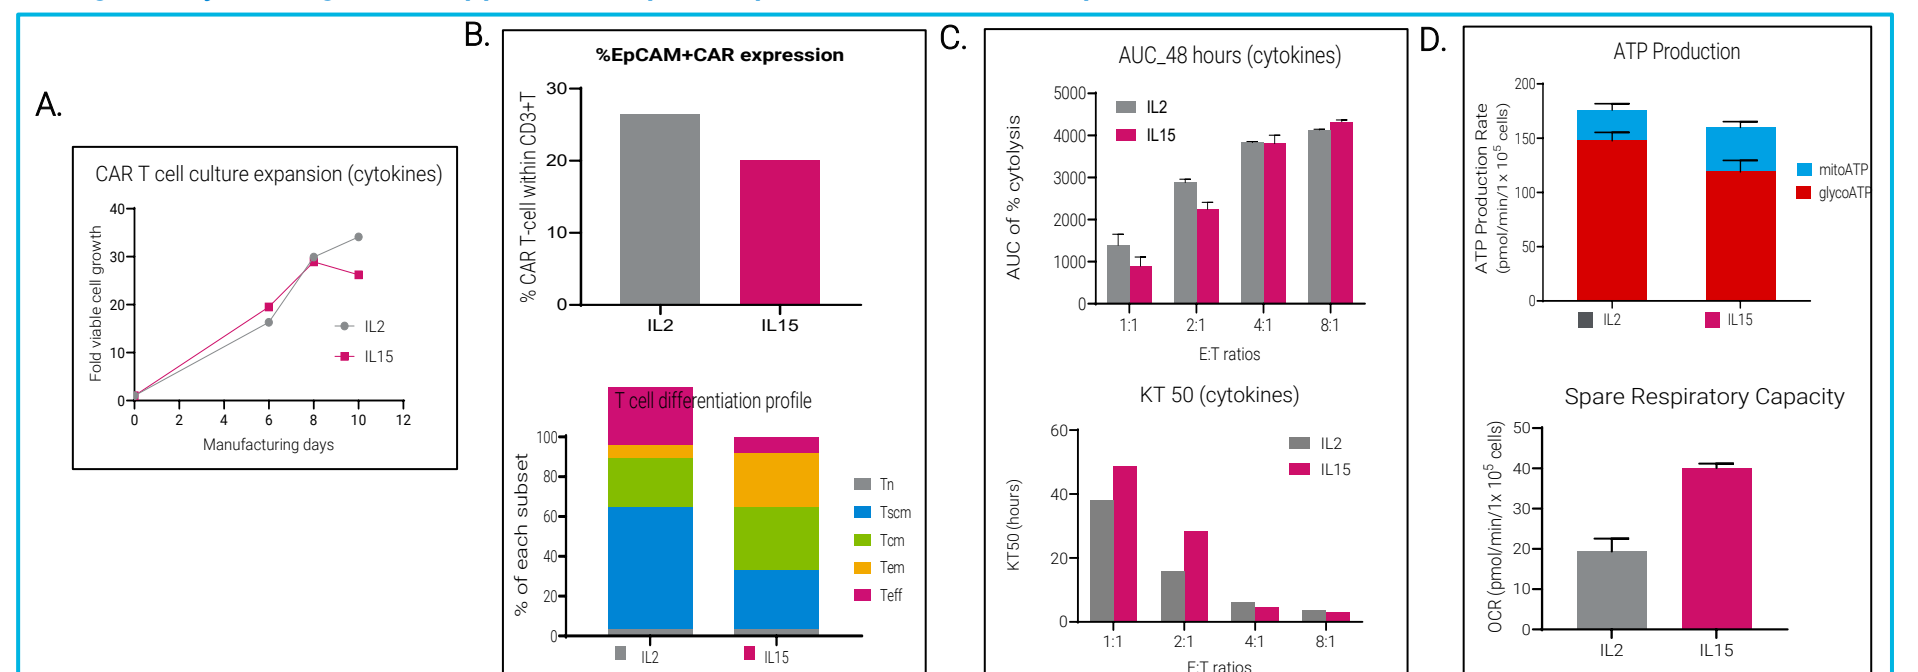 A.
CAR T cell culture expansion (cytokines)
Fold viable cell growth
40
30
20
10
0
0 2 4 6 8 10 12
Manufacturing days
IL2
IL15
B.
%EpCAM+CAR expression
% CAR T-cell within CD3+T
30
20
10
0
IL2 IL15
T cell differentiation profile
% of each subset
100
80
60
40
20
0
IL2 IL15
Tn
Tscm
Tcm
Tem
Teff
C.
AUC_48 hours (cytokines)
AUC of % cytolysis
5000
4000
3000
2000
1000
0
IL2
IL15
1:1 2:1 4:1 8:1
E:T ratios
KT 50 (cytokines)
KT50 (hours)
60
40
20
0
IL2
IL15
1:1 2:1 4:1 8:1
E:T ratios
D.
ATP Production
ATP Production Rate
(pmol/min/1x 10⁵ cells)
200
150
100
50
0
mitoATP
glycoATP
IL2 IL15
Spare Respiratory Capacity
OCR (pmol/min/1x 10⁵ cells)
50
40
30
20
10
0
IL2 IL15